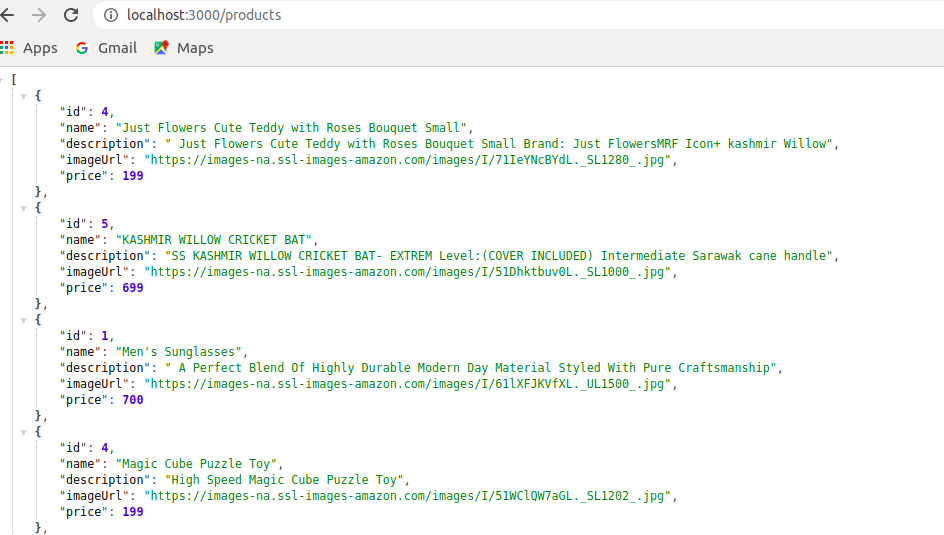 localhost:3000/products
Apps Gmail Maps
[
{
"id": 4,
"name": "Just Flowers Cute Teddy with Roses Bouquet Small",
"description": " Just Flowers Cute Teddy with Roses Bouquet Small Brand: Just FlowersMRF Icon+ kashmir Willow",
"imageUrl": "https://images-na.ssl-images-amazon.com/images/I/71IeYNcBYdL._SL1280_.jpg",
"price": 199
},
{
"id": 5,
"name": "KASHMIR WILLOW CRICKET BAT",
"description": "SS KASHMIR WILLOW CRICKET BAT- EXTREM Level:(COVER INCLUDED) Intermediate Sarawak cane handle",
"imageUrl": "https://images-na.ssl-images-amazon.com/images/I/51Dhktbuv0L._SL1000_.jpg",
"price": 699
},
{
"id": 1,
"name": "Men's Sunglasses",
"description": " A Perfect Blend Of Highly Durable Modern Day Material Styled With Pure Craftsmanship",
"imageUrl": "https://images-na.ssl-images-amazon.com/images/I/61lXFJKVfXL._UL1500_.jpg",
"price": 700
},
{
"id": 4,
"name": "Magic Cube Puzzle Toy",
"description": "High Speed Magic Cube Puzzle Toy",
"imageUrl": "https://images-na.ssl-images-amazon.com/images/I/51WClQW7aGL._SL1202_.jpg",
"price": 199
},